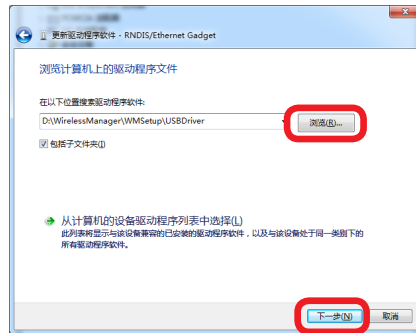 更新驱动程序软件 - RNDIS/Ethernet Gadget
浏览计算机上的驱动程序文件
在以下位置搜索驱动程序软件:
D:\WirelessManager\WMSetup\USBDriver
浏览(R)...
包括子文件夹(I)
从计算机的设备驱动程序列表中选择(L)
此列表将显示与该设备兼容的已安装的驱动程序软件，以及与该设备处于同一类别下的
所有驱动程序软件。
下一步(N)
取消